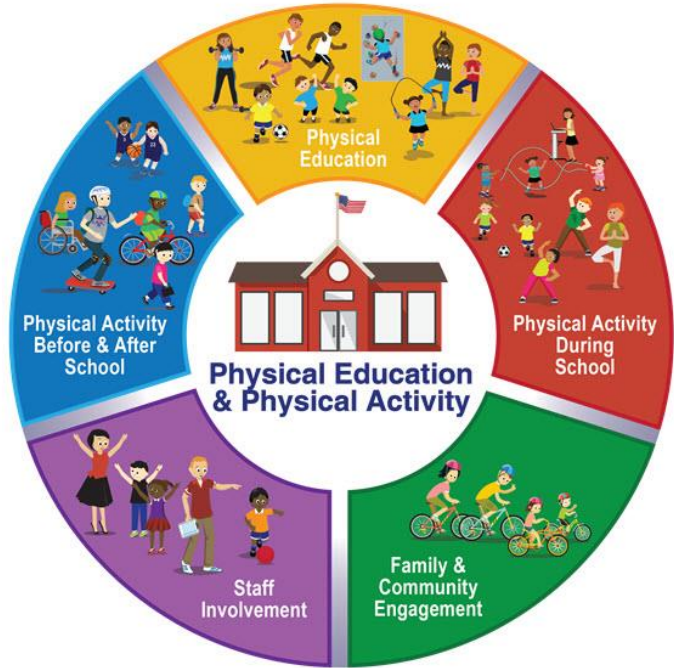 Physical
Education
Physical Activity
During
School
Family &
Community
Engagement
Staff
Involvement
Physical Activity
Before & After
School
Physical Education
& Physical Activity